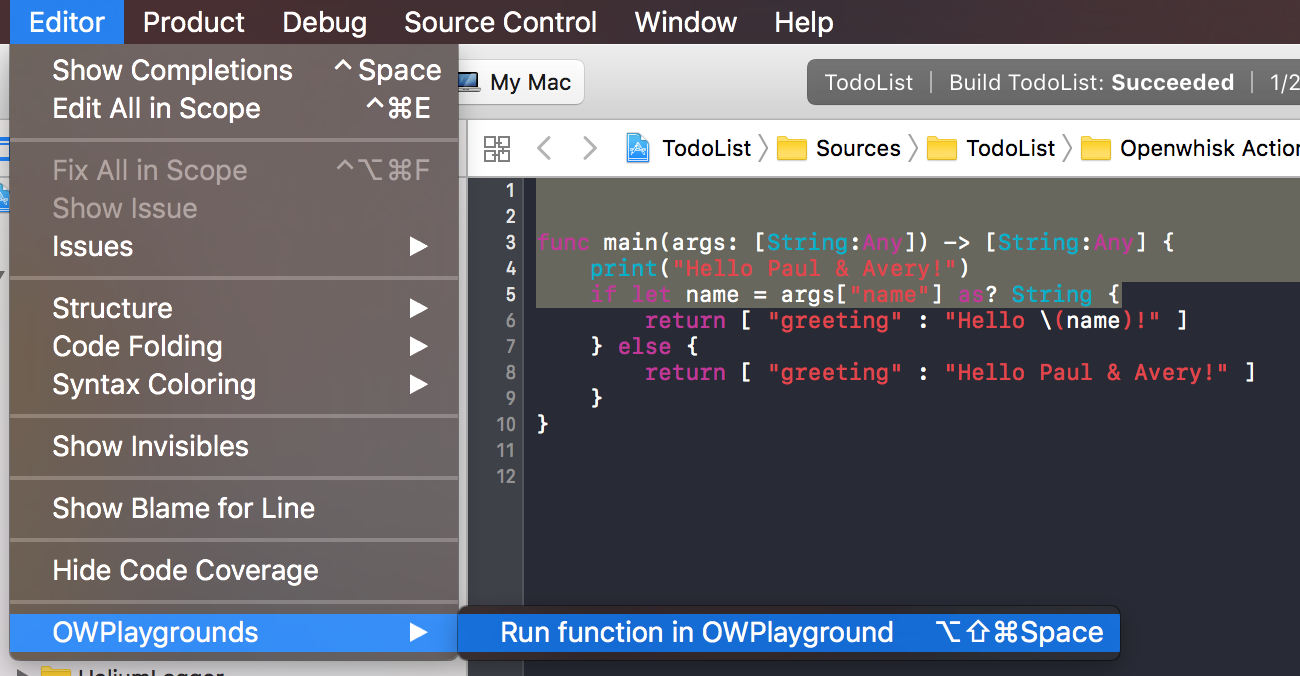 Editor Product Debug Source Control Window Help
Show Completions ^ Space
Edit All in Scope ^⌘E
Fix All in Scope ^⌥⌘F
Show Issue
Issues ▶
Structure ▶
Code Folding ▶
Syntax Coloring ▶
Show Invisibles
Show Blame for Line
Hide Code Coverage
OWPlaygrounds ▶
Run function in OWPlayground ⌥⇧⌘Space
My Mac
TodoList | Build TodoList: Succeeded | 1/2
TodoList 〉 Sources 〉 TodoList 〉 Openwhisk Action
1
2
3 func main(args: [String:Any]) -> [String:Any] {
4 print("Hello Paul & Avery!")
5 if let name = args["name"] as? String {
6 return [ "greeting" : "Hello \(name)!" ]
7 } else {
8 return [ "greeting" : "Hello Paul & Avery!" ]
9 }
10 }
11
12
HeliumLogger